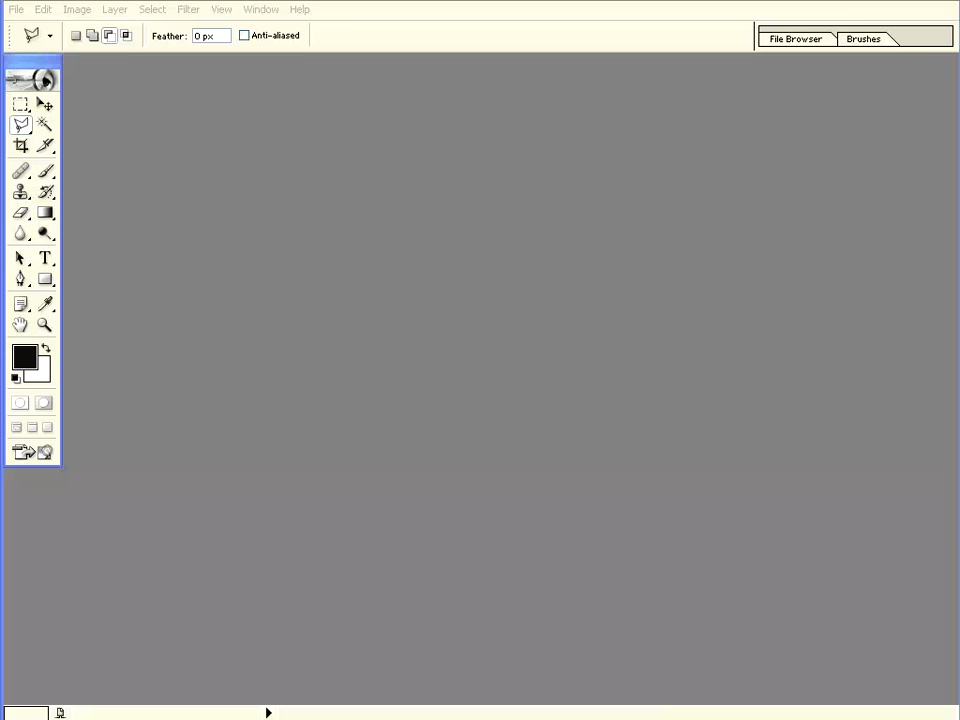 File Edit Image Layer Select Filter View Window Help
Feather: 0 px Anti-aliased File Browser Brushes
T